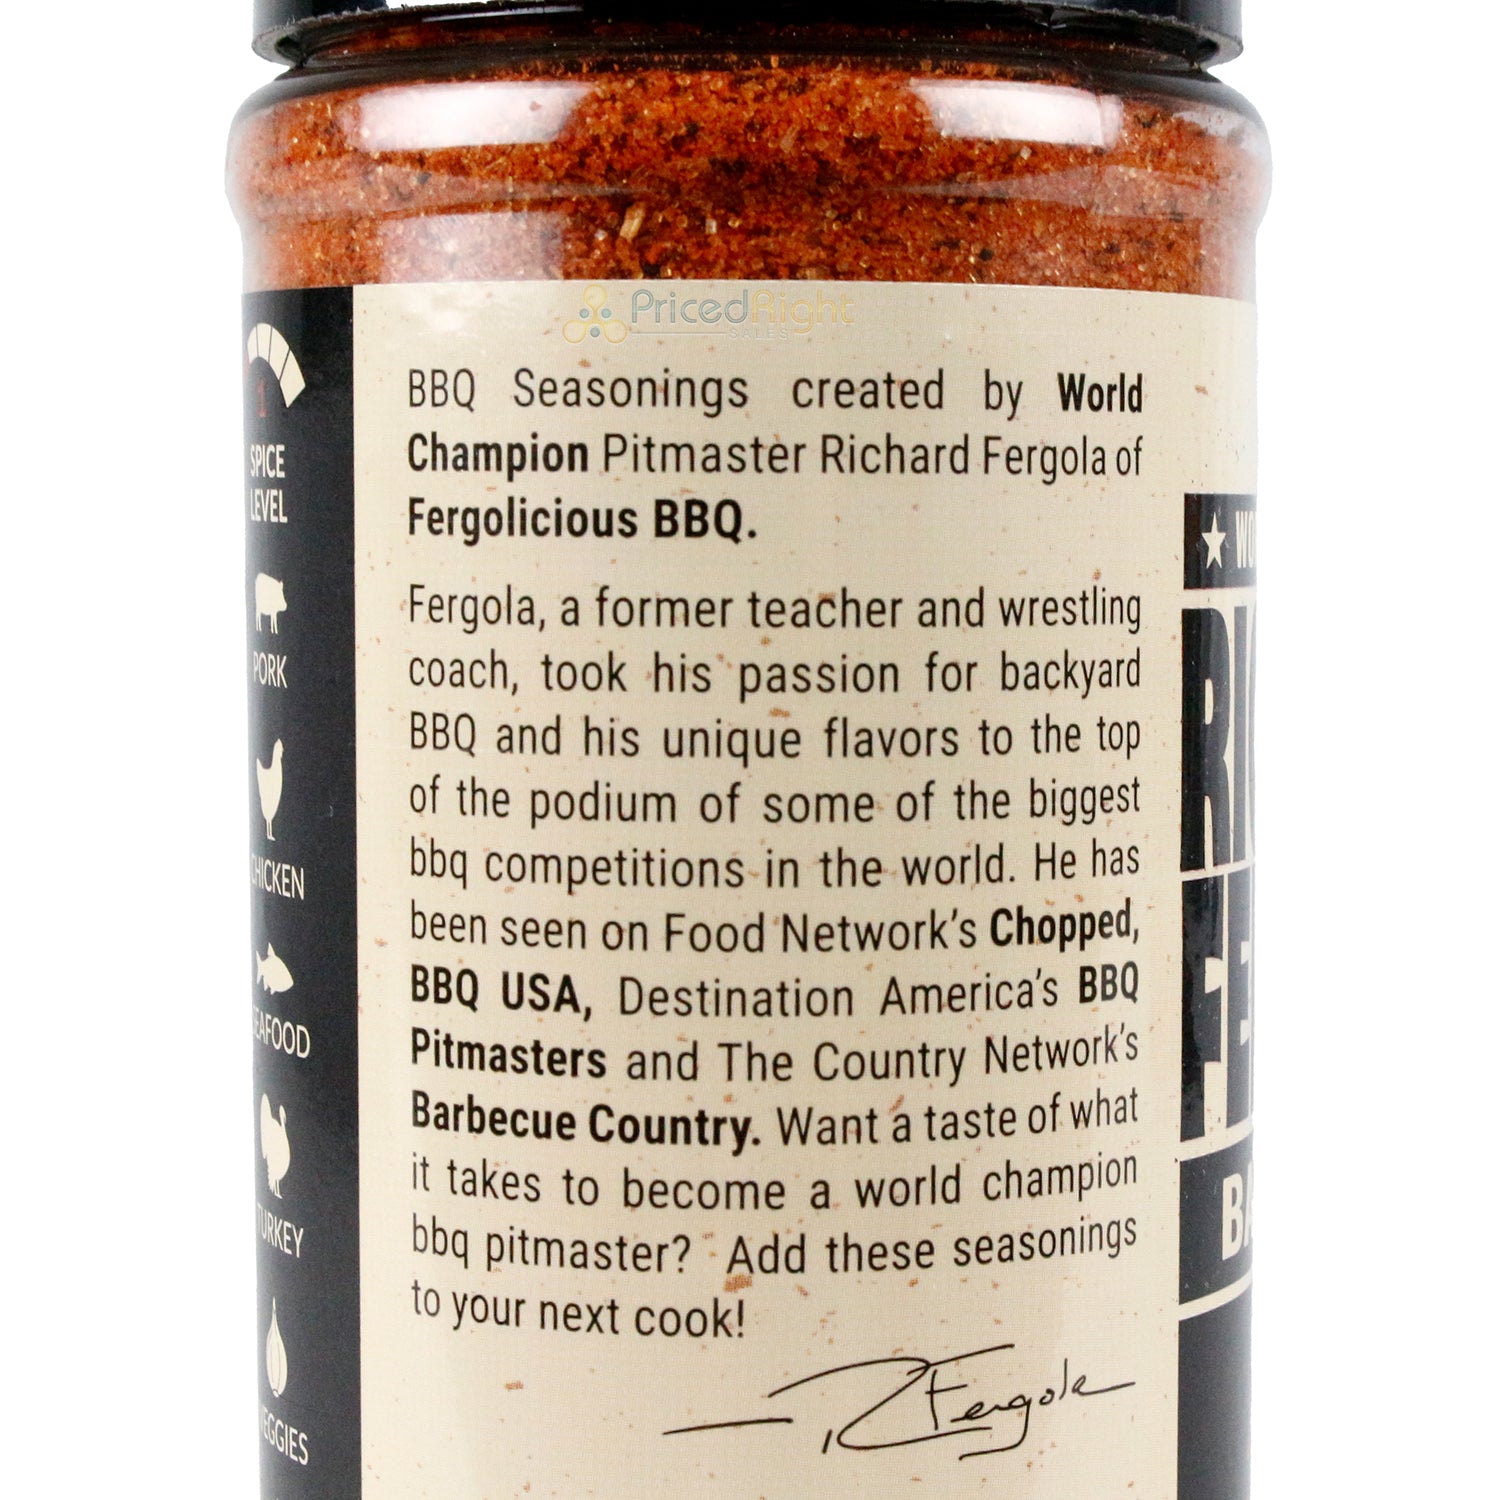 PricedRight
SALES
BBQ Seasonings created by World
Champion Pitmaster Richard Fergola of
Fergolicious BBQ.
Fergola, a former teacher and wrestling
coach, took his passion for backyard
BBQ and his unique flavors to the top
of the podium of some of the biggest
bbq competitions in the world. He has
been seen on Food Network's Chopped,
BBQ USA, Destination America's BBQ
Pitmasters and The Country Network's
Barbecue Country. Want a taste of what
it takes to become a world champion
bbq pitmaster? Add these seasonings
to your next cook!
R Fergola
1
SPICE
LEVEL
PORK
CHICKEN
SEAFOOD
TURKEY
VEGGIES